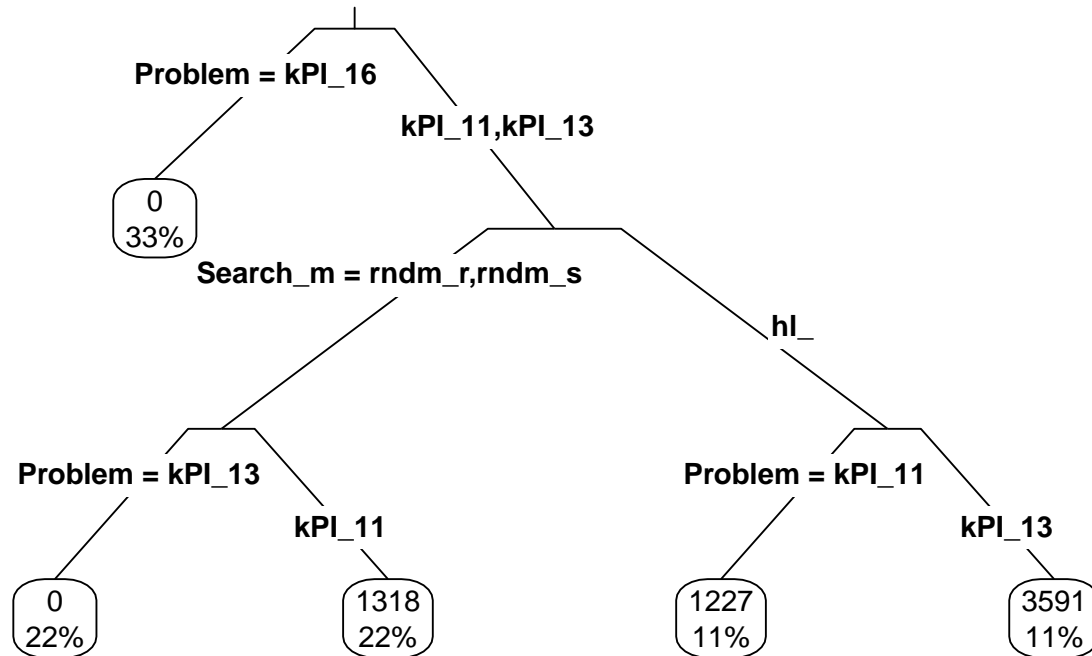 Problem = kPI_16
kPI_11,kPI_13
0
33%
Search_m = rndm_r,rndm_s
hl_
Problem = kPI_13
kPI_11
Problem = kPI_11
kPI_13
0
22%
1318
22%
1227
11%
3591
11%